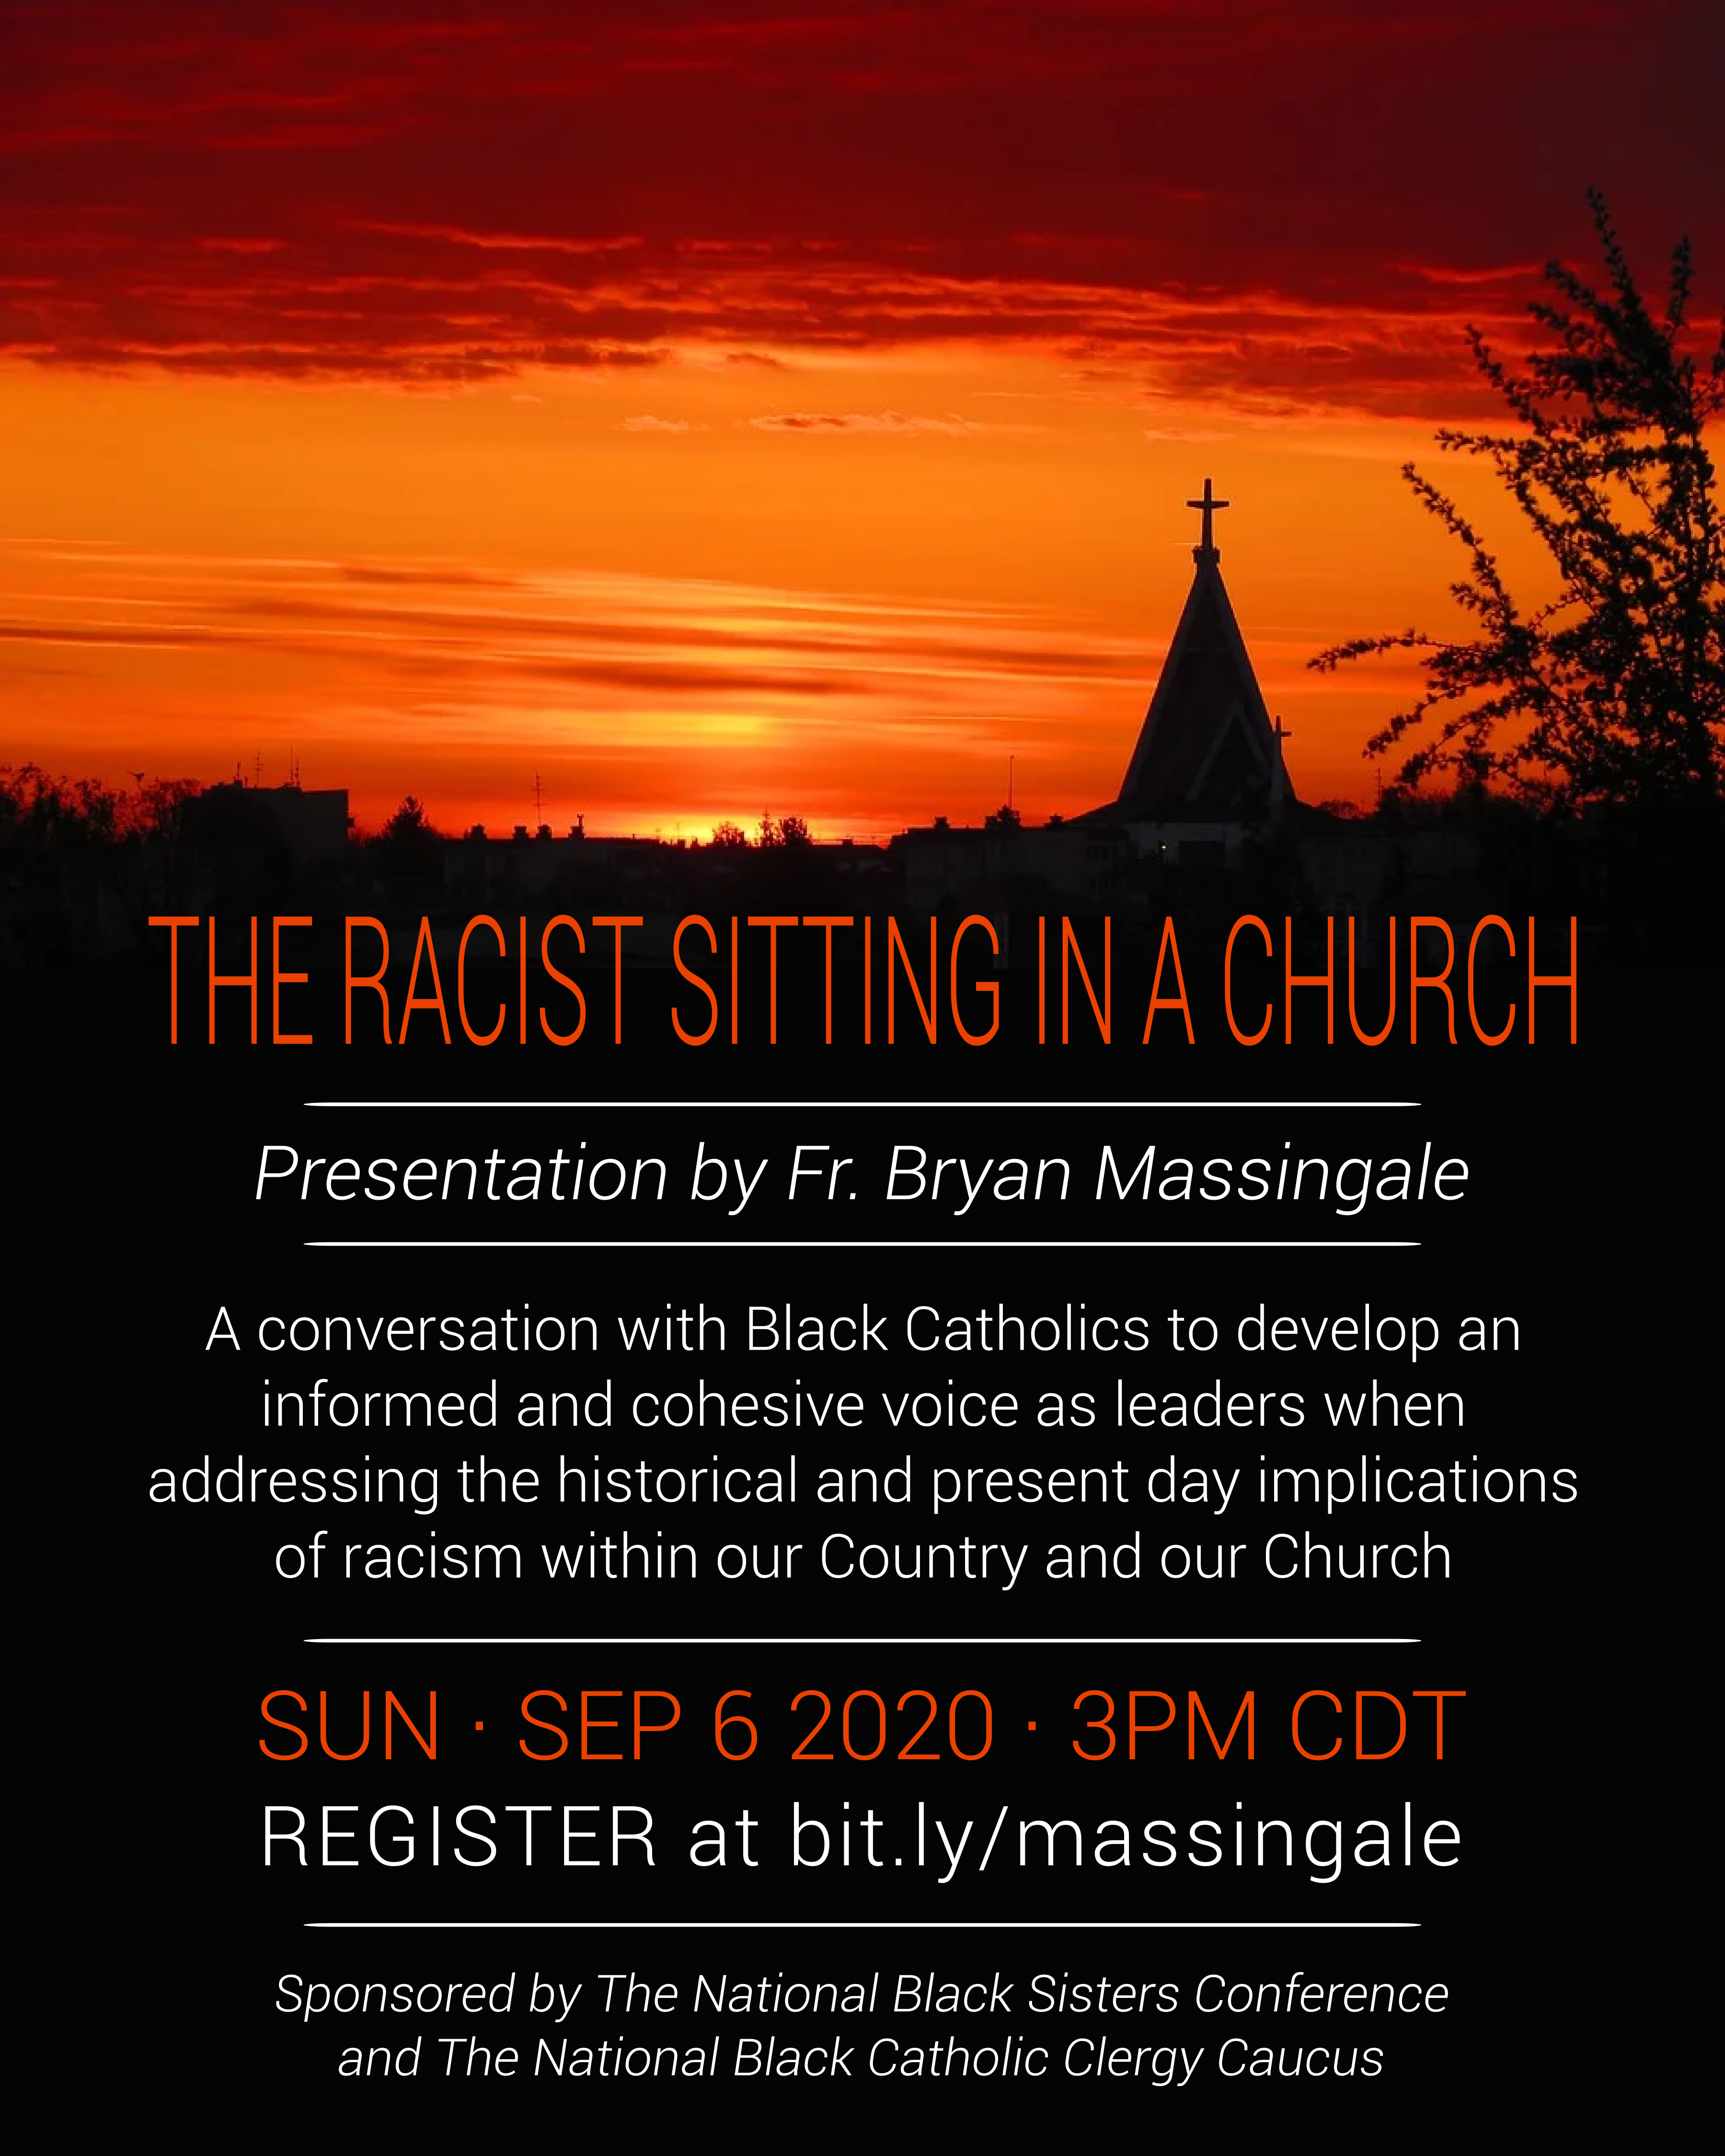 THE RACIST SITTING IN A CHURCH
Presentation by Fr. Bryan Massingale
A conversation with Black Catholics to develop an
informed and cohesive voice as leaders when
addressing the historical and present day implications
of racism within our Country and our Church
SUN · SEP 6 2020 · 3PM CDT
REGISTER at bit.ly/massingale
Sponsored by The National Black Sisters Conference
and The National Black Catholic Clergy Caucus